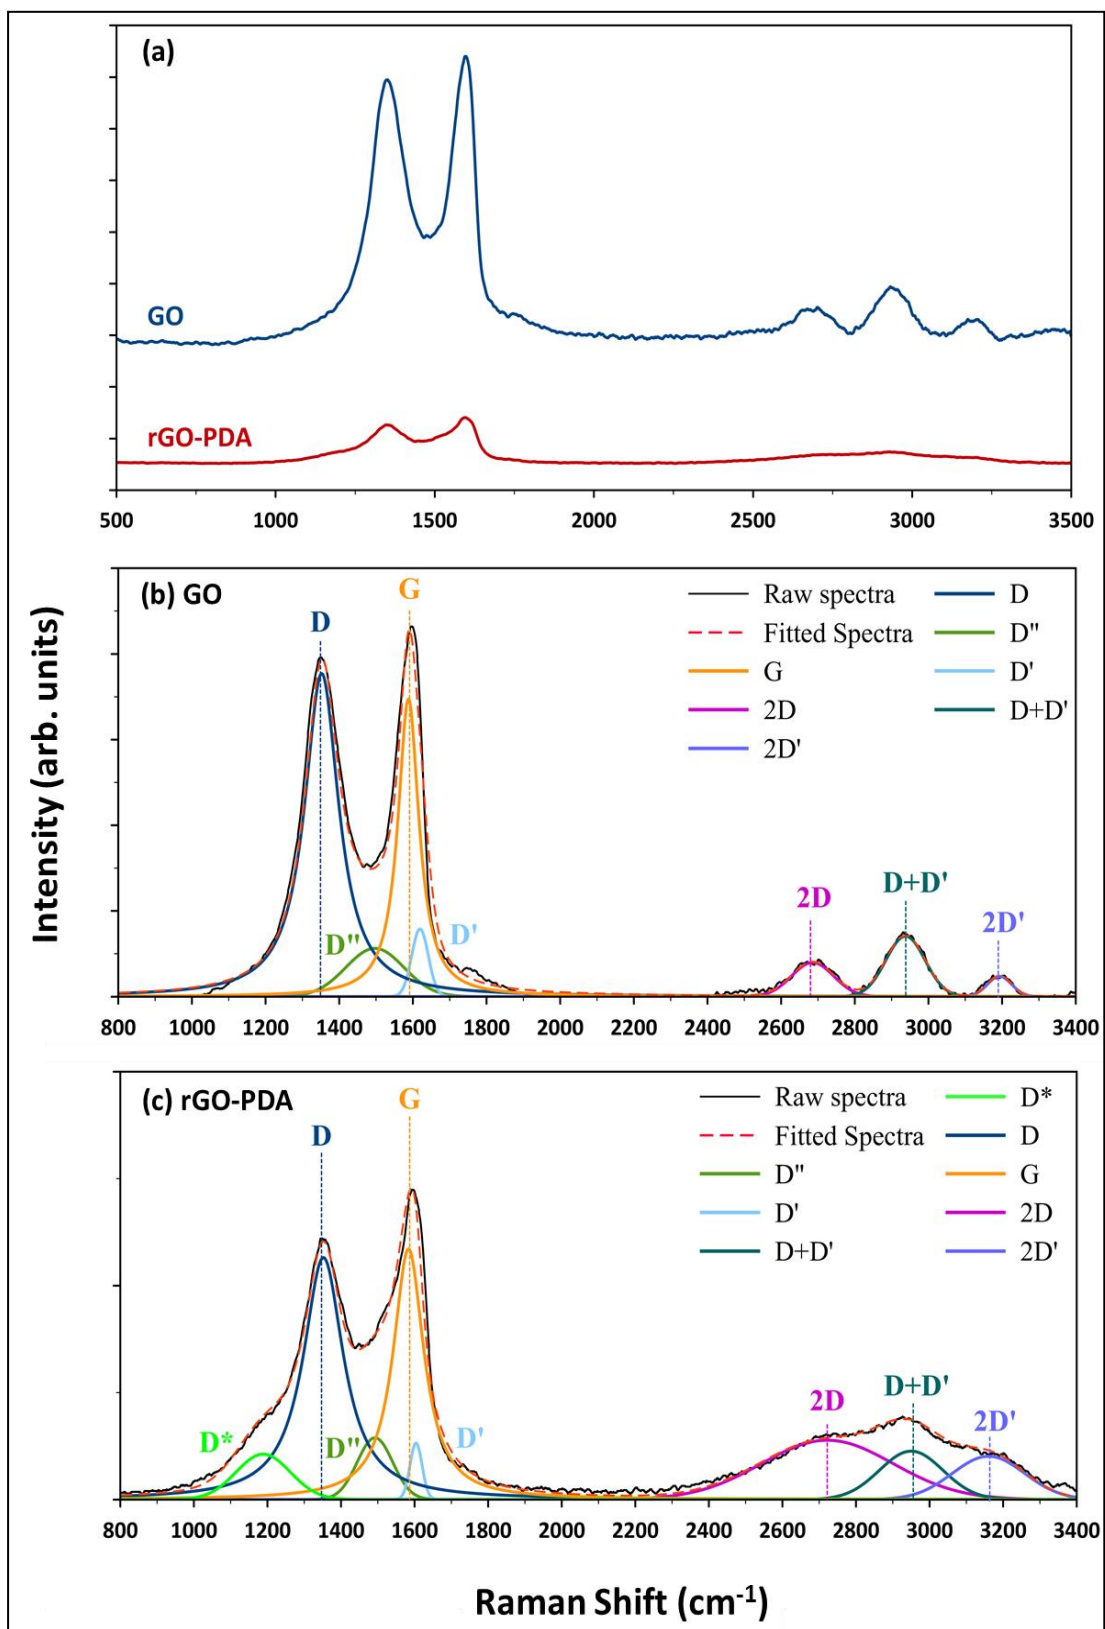 (a)
GO
rGO-PDA
500 1000 1500 2000 2500 3000 3500
Intensity (arb. units)
(b) GO
D
G
D"
D'
2D
D+D'
2D'
Raw spectra
Fitted Spectra
G
2D
2D'
D
D"
D'
D+D'
800 1000 1200 1400 1600 1800 2000 2200 2400 2600 2800 3000 3200 3400
(c) rGO-PDA
D
G
D*
D"
D'
2D
D+D'
2D'
Raw spectra
Fitted Spectra
D"
D'
D+D'
D*
D
G
2D
2D'
800 1000 1200 1400 1600 1800 2000 2200 2400 2600 2800 3000 3200 3400
Raman Shift (cm⁻¹)